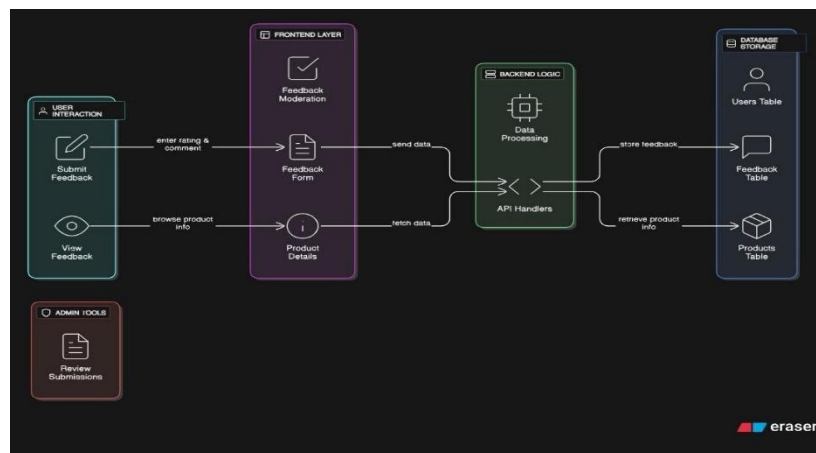 USER
INTERACTION
Submit
Feedback
View
Feedback
enter rating &
comment
browse product
info
FRONTEND LAYER
Feedback
Moderation
Feedback
Form
Product
Details
send data
fetch data
BACKEND LOGIC
Data
Processing
API Handlers
store feedback
retrieve product
info
DATABASE
STORAGE
Users Table
Feedback
Table
Products
Table
ADMIN TOOLS
Review
Submissions
eraser